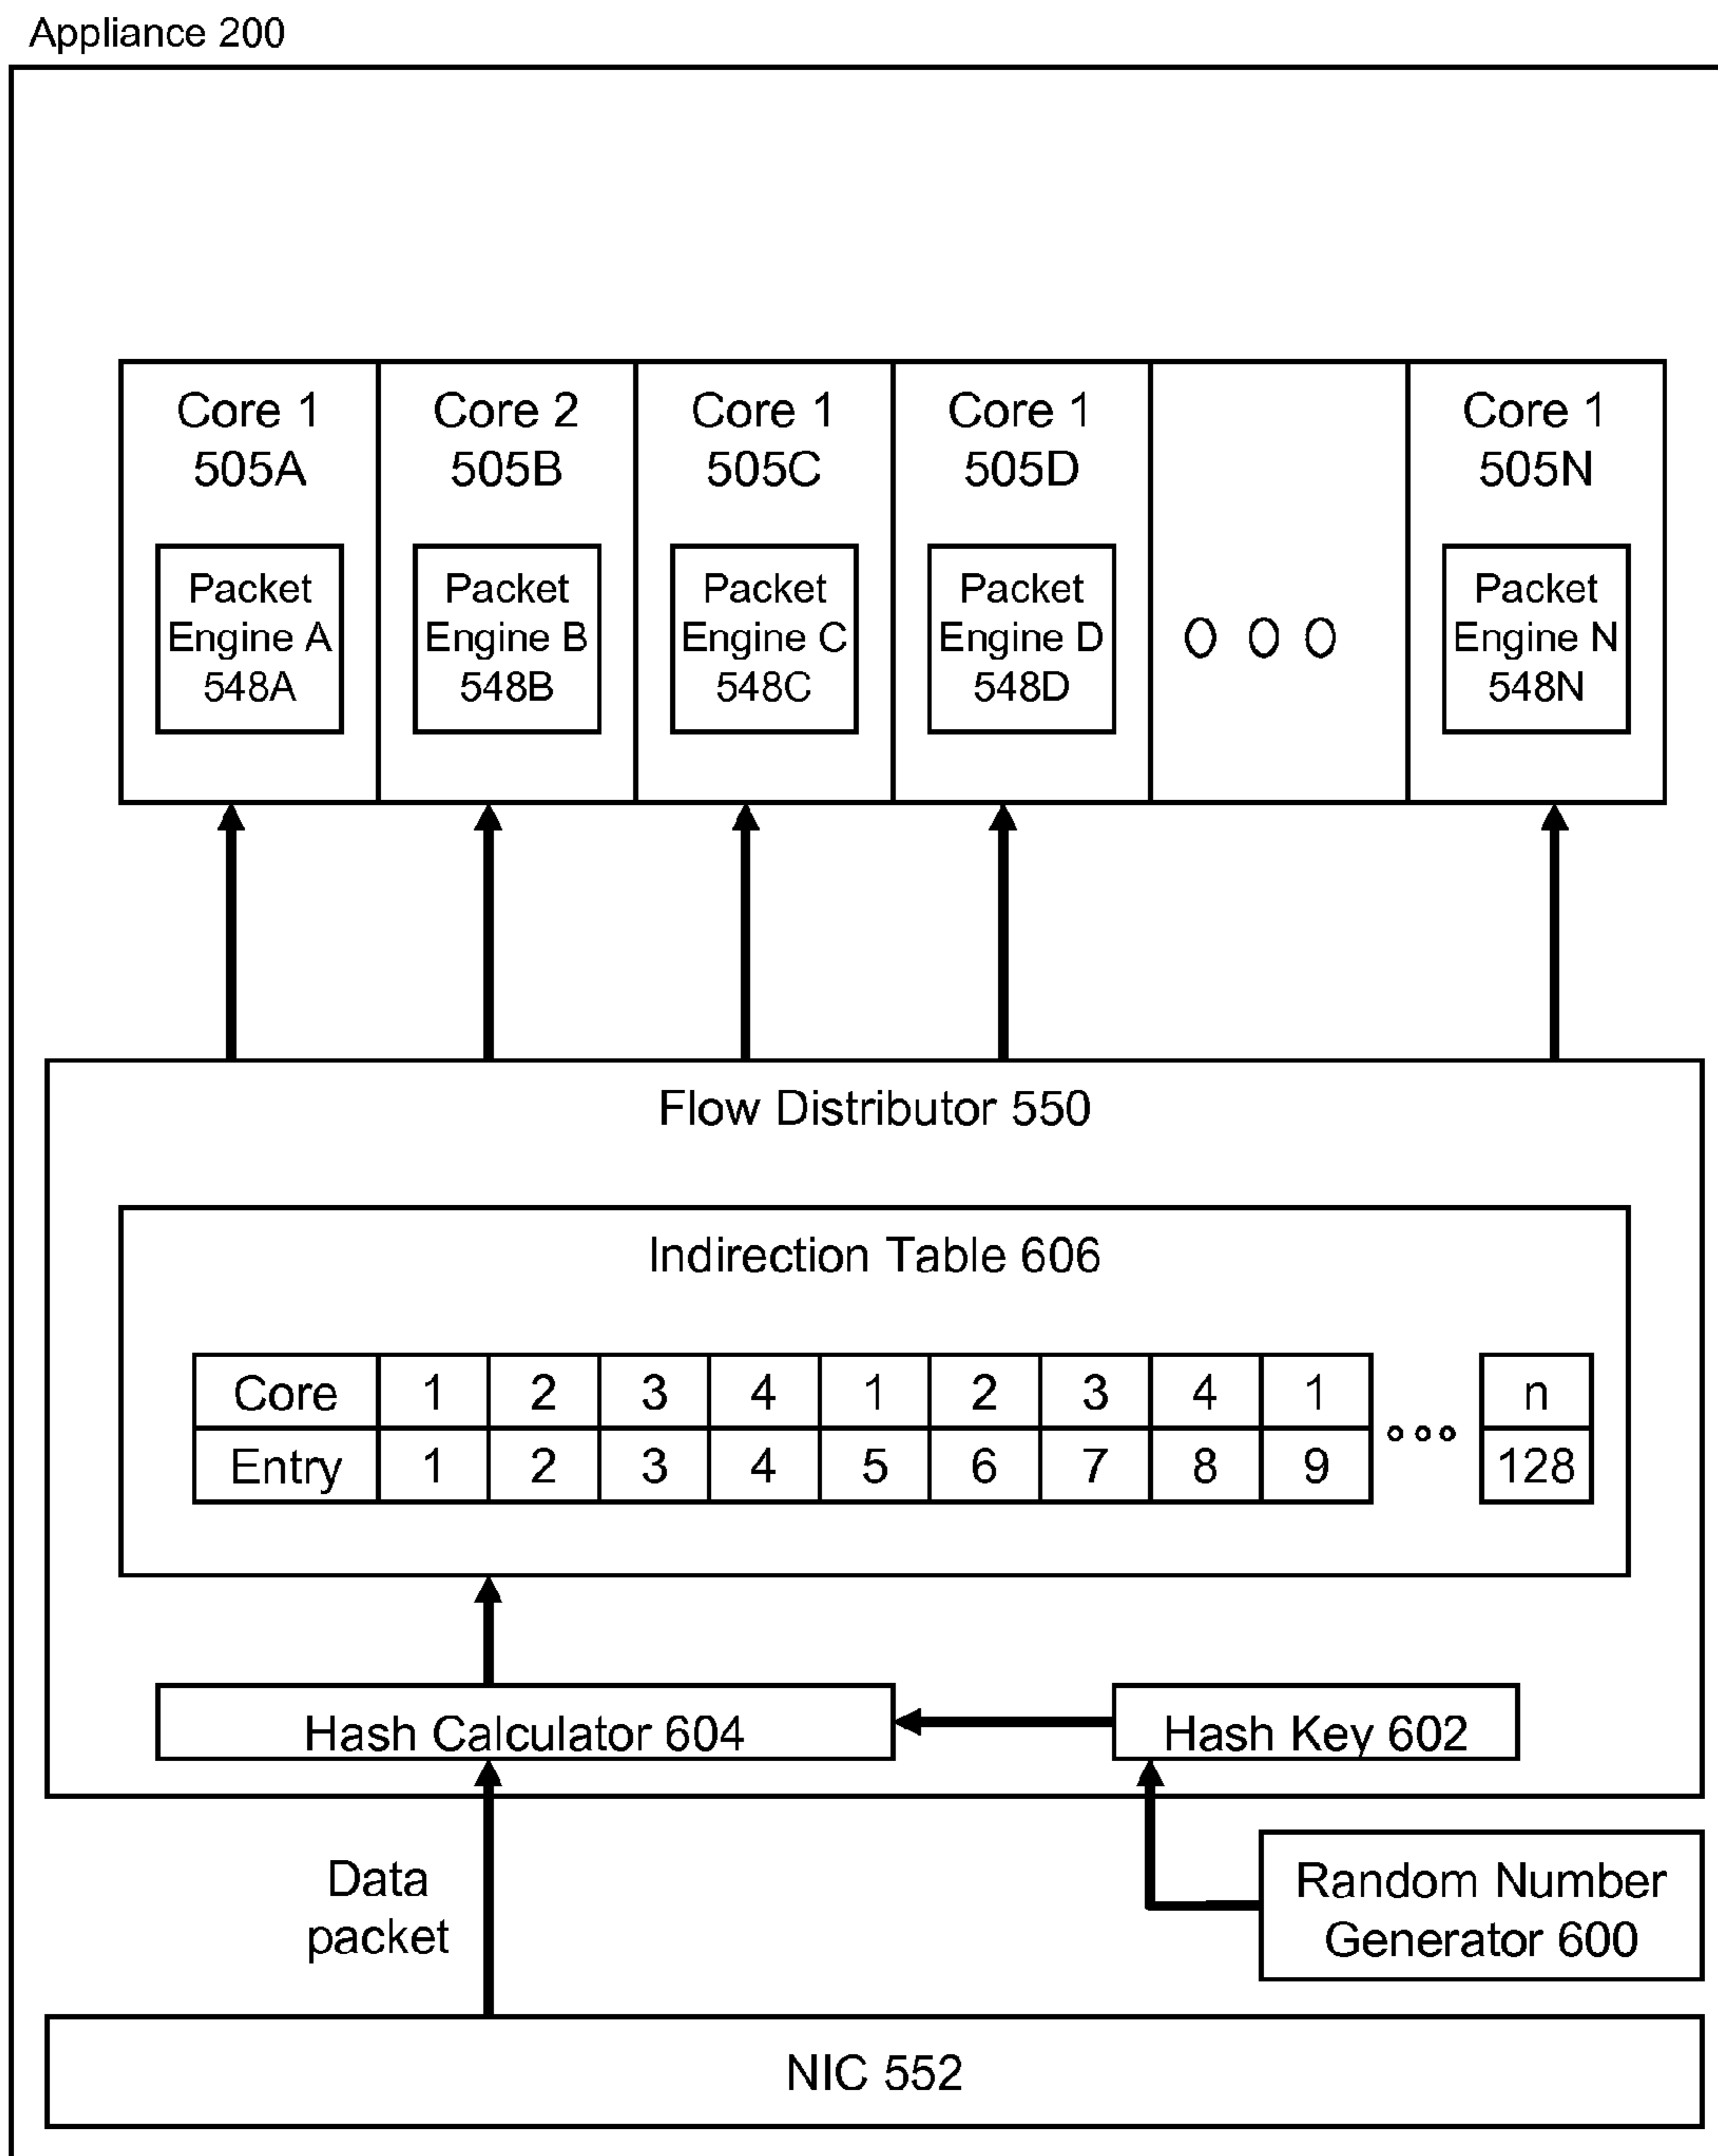 Appliance 200
Core 1 Core 2 Core 1 Core 1 Core 1
505A 505B 505C 505D 505N
Packet Packet Packet Packet Packet
Engine A Engine B Engine C Engine D Engine N
548A 548B 548C 548D 548N
Flow Distributor 550
Indirection Table 606
Core 1 2 3 4 1 2 3 4 1 n
Entry 1 2 3 4 5 6 7 8 9 128
Hash Calculator 604
Hash Key 602
Data
packet
Random Number
Generator 600
NIC 552